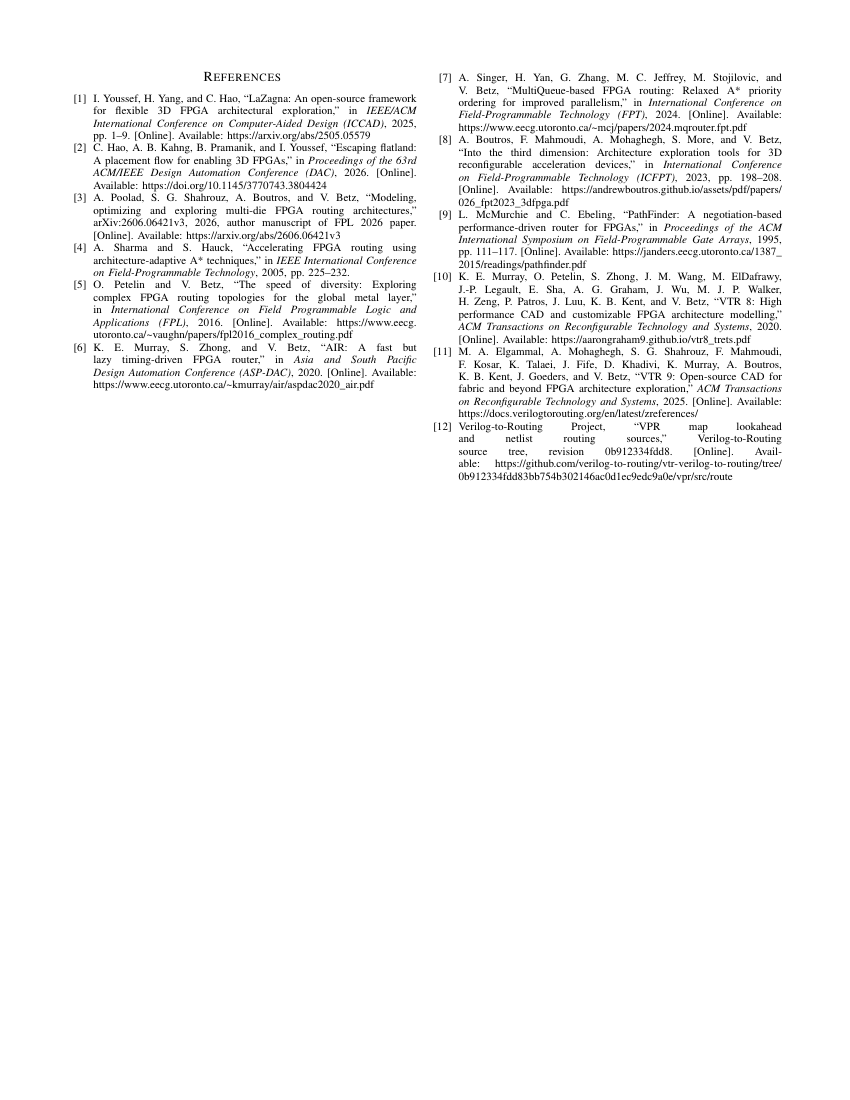 REFERENCES
[1] I. Youssef, H. Yang, and C. Hao, “LaZagna: An open-source framework
for flexible 3D FPGA architectural exploration,” in IEEE/ACM
International Conference on Computer-Aided Design (ICCAD), 2025,
pp. 1–9. [Online]. Available: https://arxiv.org/abs/2505.05579
[2] C. Hao, A. B. Kahng, B. Pramanik, and I. Youssef, “Escaping flatland:
A placement flow for enabling 3D FPGAs,” in Proceedings of the 63rd
ACM/IEEE Design Automation Conference (DAC), 2026. [Online].
Available: https://doi.org/10.1145/3770743.3804424
[3] A. Poolad, S. G. Shahrouz, A. Boutros, and V. Betz, “Modeling,
optimizing and exploring multi-die FPGA routing architectures,”
arXiv:2606.06421v3, 2026, author manuscript of FPL 2026 paper.
[Online]. Available: https://arxiv.org/abs/2606.06421v3
[4] A. Sharma and S. Hauck, “Accelerating FPGA routing using
architecture-adaptive A* techniques,” in IEEE International Conference
on Field-Programmable Technology, 2005, pp. 225–232.
[5] O. Petelin and V. Betz, “The speed of diversity: Exploring
complex FPGA routing topologies for the global metal layer,”
in International Conference on Field Programmable Logic and
Applications (FPL), 2016. [Online]. Available: https://www.eecg.
utoronto.ca/~vaughn/papers/fpl2016_complex_routing.pdf
[6] K. E. Murray, S. Zhong, and V. Betz, “AIR: A fast but
lazy timing-driven FPGA router,” in Asia and South Pacific
Design Automation Conference (ASP-DAC), 2020. [Online]. Available:
https://www.eecg.utoronto.ca/~kmurray/air/aspdac2020_air.pdf
[7] A. Singer, H. Yan, G. Zhang, M. C. Jeffrey, M. Stojilovic, and
V. Betz, “MultiQueue-based FPGA routing: Relaxed A* priority
ordering for improved parallelism,” in International Conference on
Field-Programmable Technology (FPT), 2024. [Online]. Available:
https://www.eecg.utoronto.ca/~mcj/papers/2024.mqrouter.fpt.pdf
[8] A. Boutros, F. Mahmoudi, A. Mohaghegh, S. More, and V. Betz,
“Into the third dimension: Architecture exploration tools for 3D
reconfigurable acceleration devices,” in International Conference
on Field-Programmable Technology (ICFPT), 2023, pp. 198–208.
[Online]. Available: https://andrewboutros.github.io/assets/pdf/papers/
026_fpt2023_3dfpga.pdf
[9] L. McMurchie and C. Ebeling, “PathFinder: A negotiation-based
performance-driven router for FPGAs,” in Proceedings of the ACM
International Symposium on Field-Programmable Gate Arrays, 1995,
pp. 111–117. [Online]. Available: https://janders.eecg.utoronto.ca/1387_
2015/readings/pathfinder.pdf
[10] K. E. Murray, O. Petelin, S. Zhong, J. M. Wang, M. ElDafrawy,
J.-P. Legault, E. Sha, A. G. Graham, J. Wu, M. J. P. Walker,
H. Zeng, P. Patros, J. Luu, K. B. Kent, and V. Betz, “VTR 8: High
performance CAD and customizable FPGA architecture modelling,”
ACM Transactions on Reconfigurable Technology and Systems, 2020.
[Online]. Available: https://aarongraham9.github.io/vtr8_trets.pdf
[11] M. A. Elgammal, A. Mohaghegh, S. G. Shahrouz, F. Mahmoudi,
F. Kosar, K. Talaei, J. Fife, D. Khadivi, K. Murray, A. Boutros,
K. B. Kent, J. Goeders, and V. Betz, “VTR 9: Open-source CAD for
fabric and beyond FPGA architecture exploration,” ACM Transactions
on Reconfigurable Technology and Systems, 2025. [Online]. Available:
https://docs.verilogtorouting.org/en/latest/zreferences/
[12] Verilog-to-Routing Project, “VPR map lookahead
and netlist routing sources,” Verilog-to-Routing
source tree, revision 0b912334fdd8. [Online]. Avail-
able: https://github.com/verilog-to-routing/vtr-verilog-to-routing/tree/
0b912334fdd83bb754b302146ac0d1ec9edc9a0e/vpr/src/route